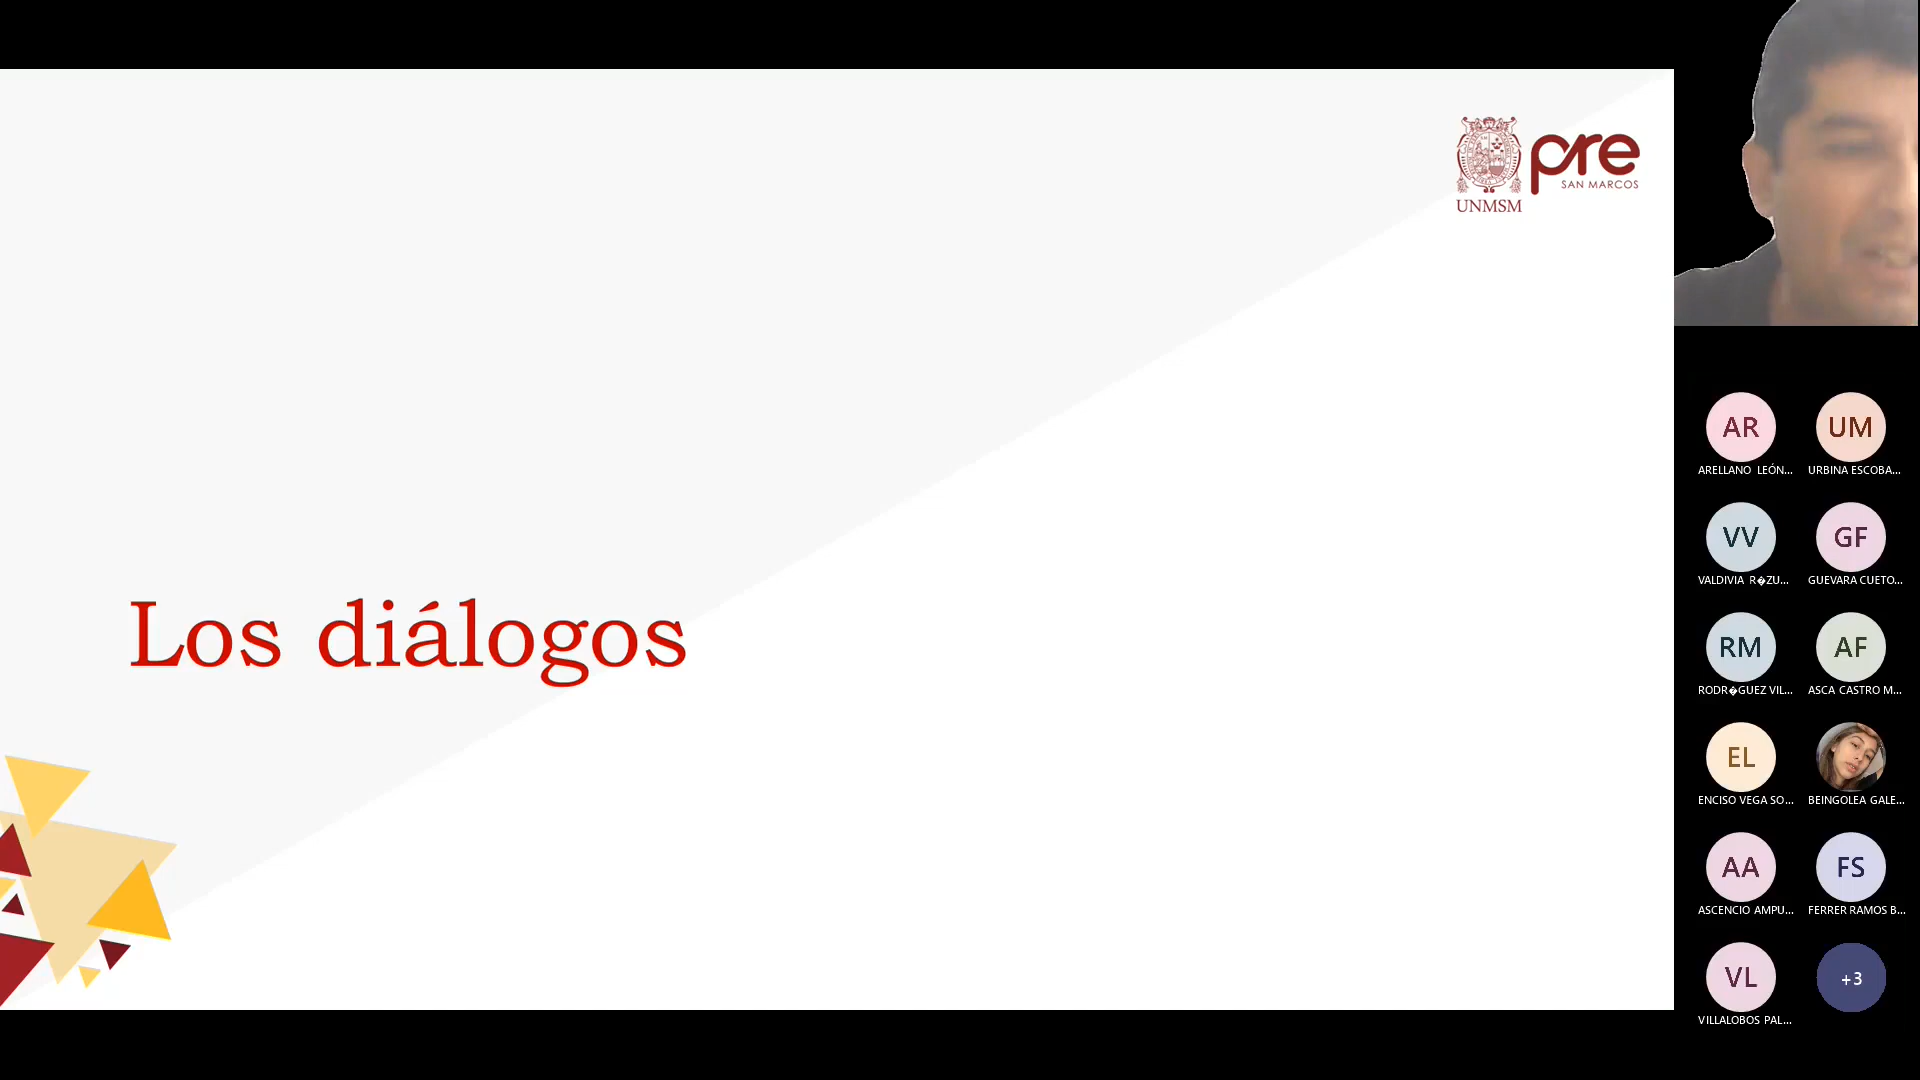 pre
SAN MARCOS
UNMSM
Los diálogos
AR
ARELLANO LEÓN...
UM
URBINA ESCOBA...
VV
VALDIVIA R�ZU...
GF
GUEVARA CUETO...
RM
RODR�GUEZ VIL...
AF
ASCA CASTRO M...
EL
ENCISO VEGA SO...
BEINGOLEA GALE...
AA
ASCENCIO AMPU...
FS
FERRER RAMOS B...
VL
VILLALOBOS PAL...
+3